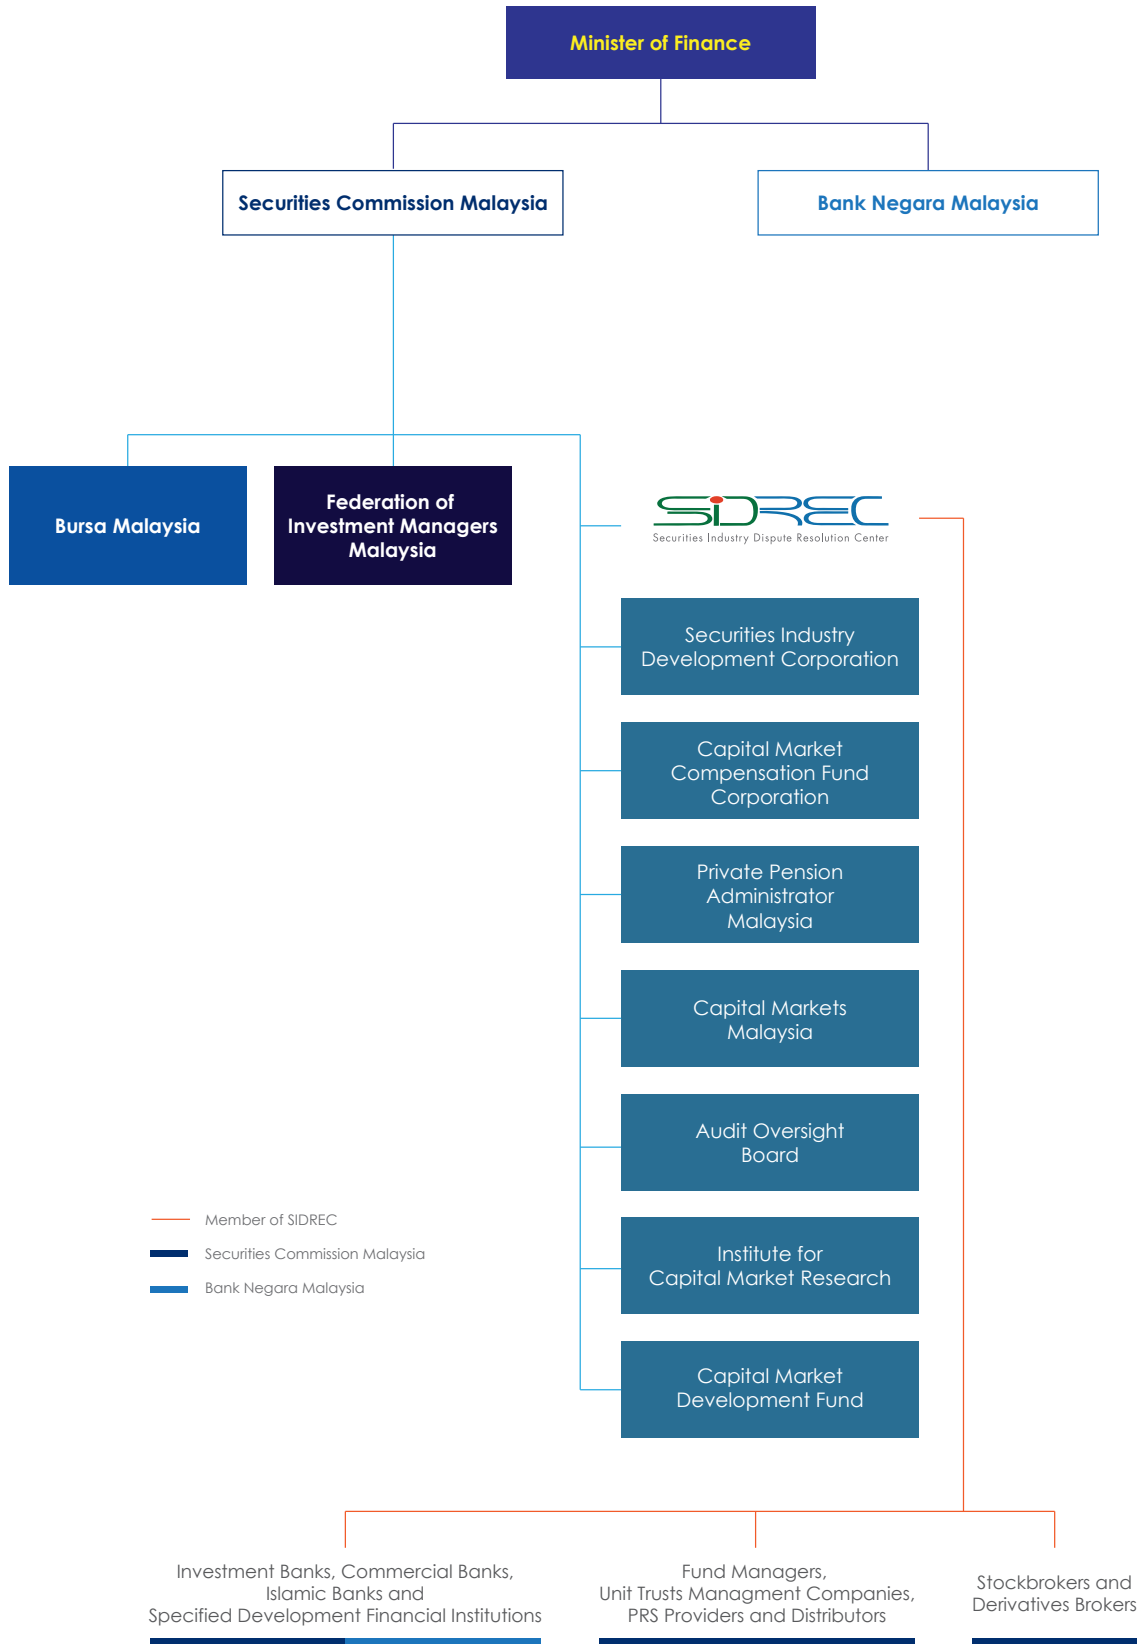 Minister of Finance
Securities Commission Malaysia
Bank Negara Malaysia
Bursa Malaysia
Federation of
Investment Managers
Malaysia
SiDREC
Securities Industry Dispute Resolution Center
Securities Industry
Development Corporation
Capital Market
Compensation Fund
Corporation
Private Pension
Administrator
Malaysia
Capital Markets
Malaysia
Audit Oversight
Board
Institute for
Capital Market Research
Capital Market
Development Fund
Member of SIDREC
Securities Commission Malaysia
Bank Negara Malaysia
Investment Banks, Commercial Banks,
Islamic Banks and
Specified Development Financial Institutions
Fund Managers,
Unit Trusts Managment Companies,
PRS Providers and Distributors
Stockbrokers and
Derivatives Brokers